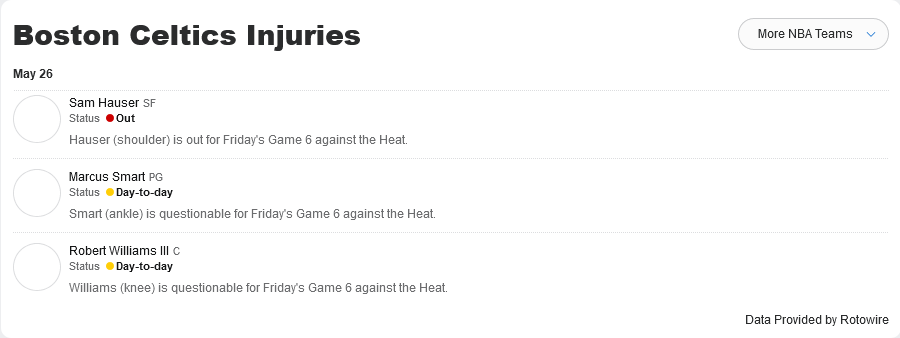 Boston Celtics Injuries
More NBA Teams
May 26
Sam Hauser SF
Status Out
Hauser (shoulder) is out for Friday's Game 6 against the Heat.
Marcus Smart PG
Status Day-to-day
Smart (ankle) is questionable for Friday's Game 6 against the Heat.
Robert Williams III C
Status Day-to-day
Williams (knee) is questionable for Friday's Game 6 against the Heat.
Data Provided by Rotowire